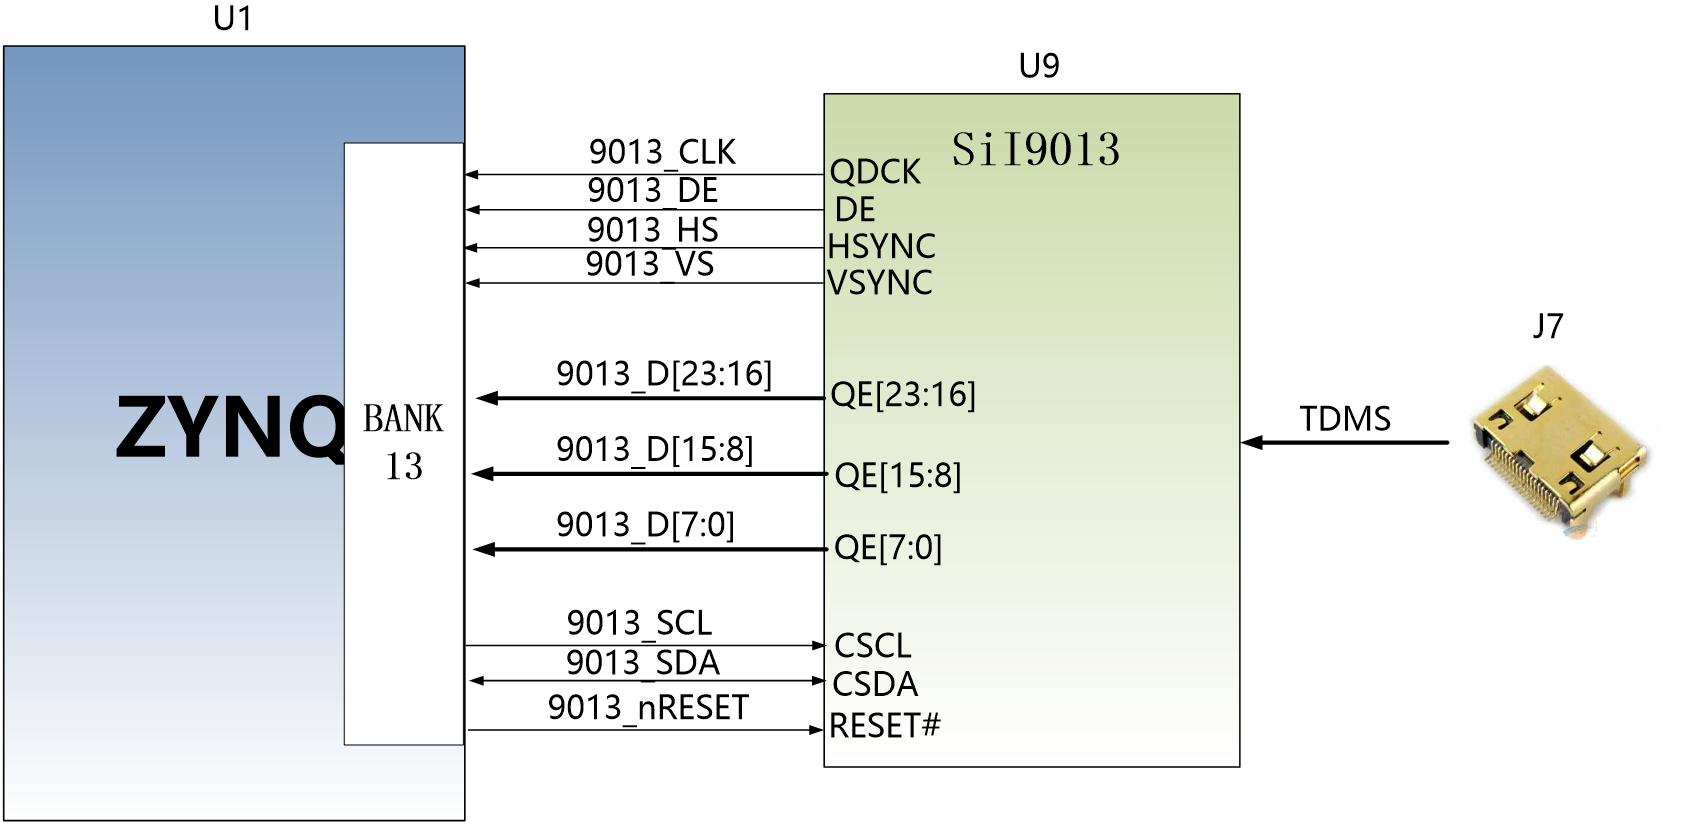 U1
U9
SiI9013
9013_CLK
QDCK
9013_DE
DE
9013_HS
HSYNC
9013_VS
VSYNC
J7
9013_D[23:16]
QE[23:16]
ZYNQ
BANK
13
TDMS
9013_D[15:8]
QE[15:8]
9013_D[7:0]
QE[7:0]
9013_SCL
CSCL
9013_SDA
CSDA
9013_nRESET
RESET#